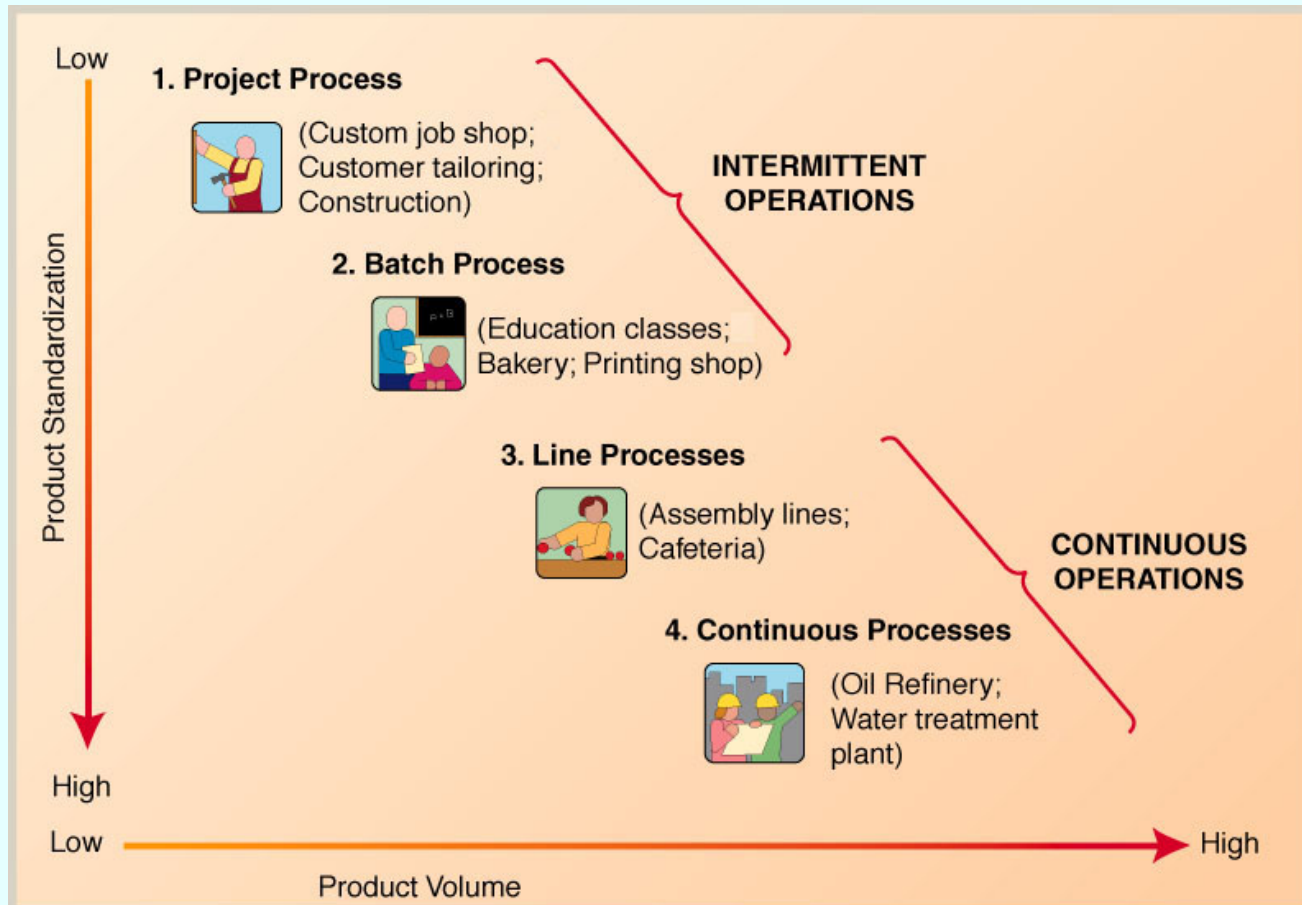 Low
1. Project Process
(Custom job shop;
Customer tailoring;
Construction)
INTERMITTENT
OPERATIONS
2. Batch Process
A+B
(Education classes;
Bakery; Printing shop)
Product Standardization
3. Line Processes
(Assembly lines;
Cafeteria)
CONTINUOUS
OPERATIONS
4. Continuous Processes
(Oil Refinery;
Water treatment
plant)
High
Low
High
Product Volume